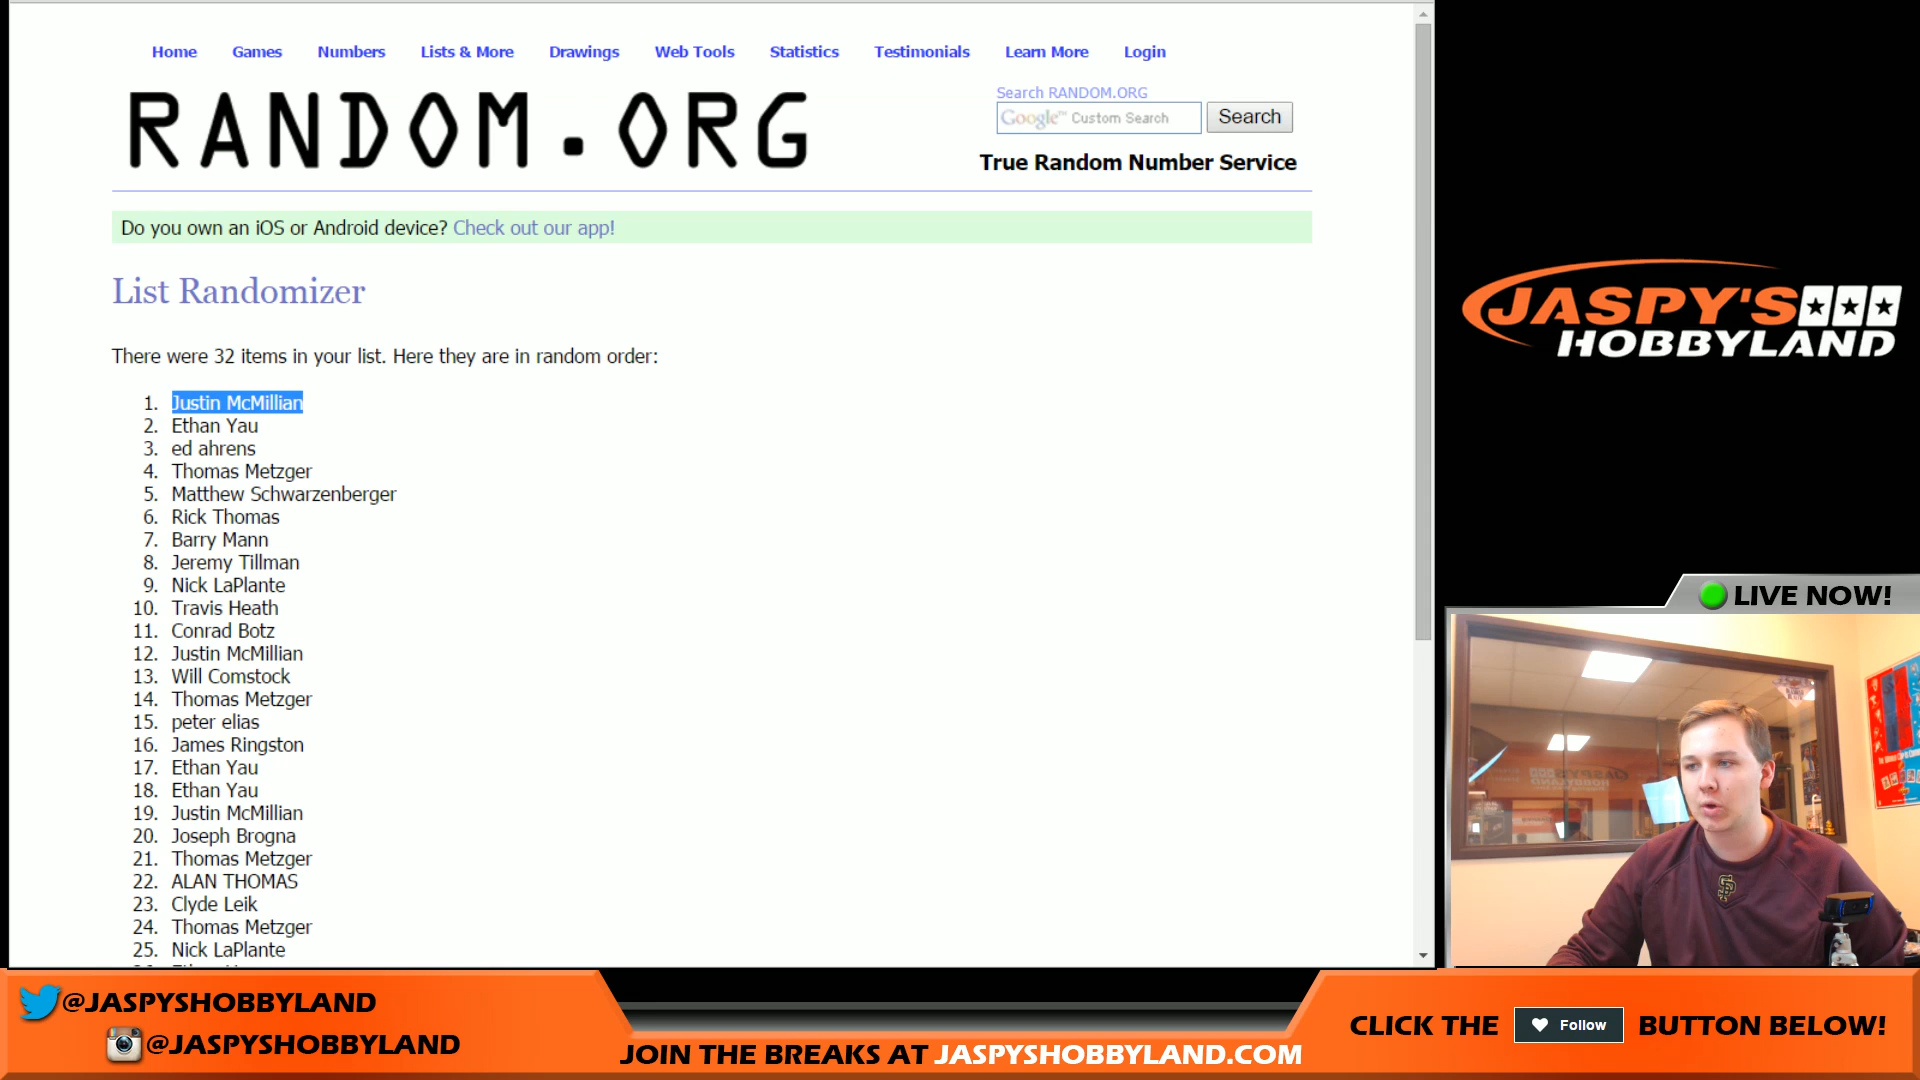 Home Games Numbers Lists & More Drawings Web Tools Statistics Testimonials Learn More Login
RANDOM.ORG
Search RANDOM.ORG
Google™ Custom Search Search
True Random Number Service
Do you own an iOS or Android device? Check out our app!
List Randomizer
There were 32 items in your list. Here they are in random order:
1. Justin McMillian
2. Ethan Yau
3. ed ahrens
4. Thomas Metzger
5. Matthew Schwarzenberger
6. Rick Thomas
7. Barry Mann
8. Jeremy Tillman
9. Nick LaPlante
10. Travis Heath
11. Conrad Botz
12. Justin McMillian
13. Will Comstock
14. Thomas Metzger
15. peter elias
16. James Ringston
17. Ethan Yau
18. Ethan Yau
19. Justin McMillian
20. Joseph Brogna
21. Thomas Metzger
22. ALAN THOMAS
23. Clyde Leik
24. Thomas Metzger
25. Nick LaPlante
JASPY'S
HOBBYLAND
LIVE NOW!
JASPY'S
HOBBYLAND
SD
@JASPYSHOBBYLAND
@JASPYSHOBBYLAND
JOIN THE BREAKS AT JASPYSHOBBYLAND.COM
CLICK THE Follow BUTTON BELOW!